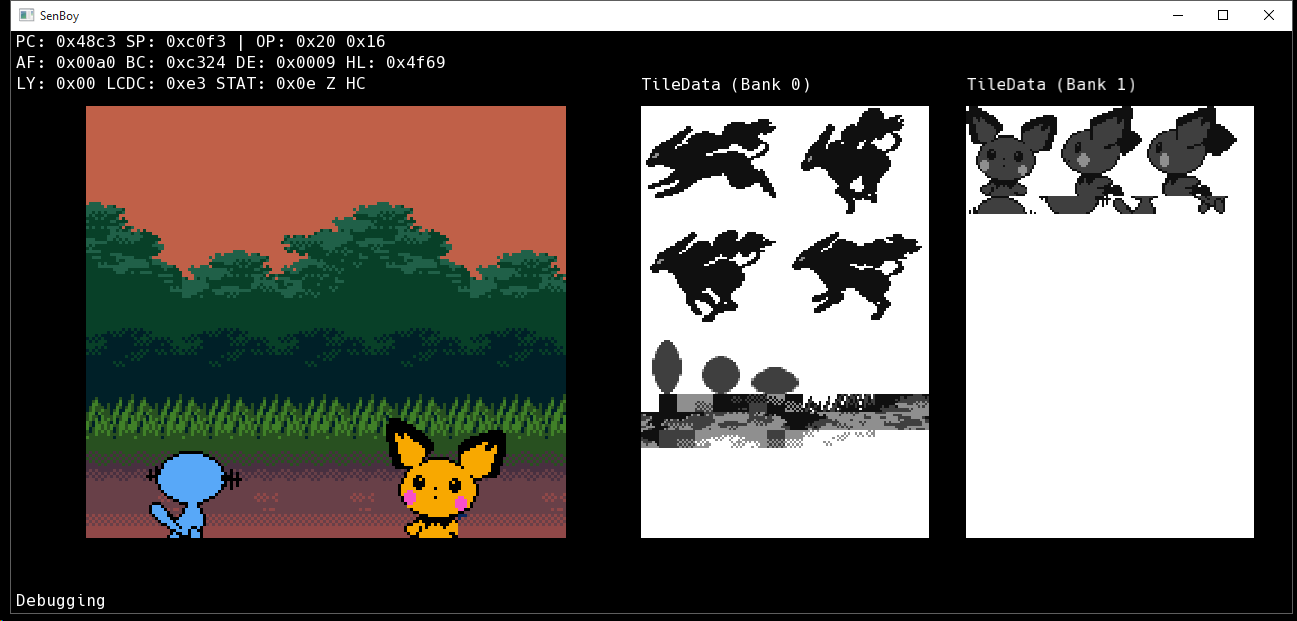 SenBoy
PC: 0x48c3 SP: 0xc0f3 | OP: 0x20 0x16
AF: 0x00a0 BC: 0xc324 DE: 0x0009 HL: 0x4f69
LY: 0x00 LCDC: 0xe3 STAT: 0x0e Z HC
TileData (Bank 0)
TileData (Bank 1)
Debugging